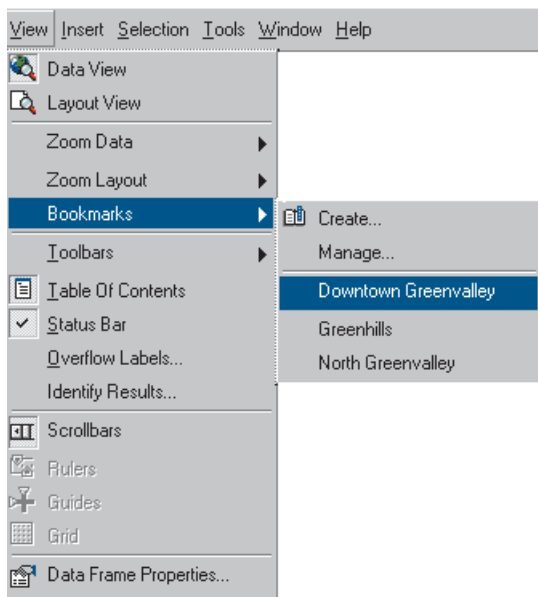 View Insert Selection Tools Window Help
Data View
Layout View
Zoom Data
Zoom Layout
Bookmarks
Toolbars
Table Of Contents
Status Bar
Overflow Labels...
Identify Results...
Scrollbars
Rulers
Guides
Grid
Data Frame Properties...
Create...
Manage...
Downtown Greenvalley
Greenhills
North Greenvalley